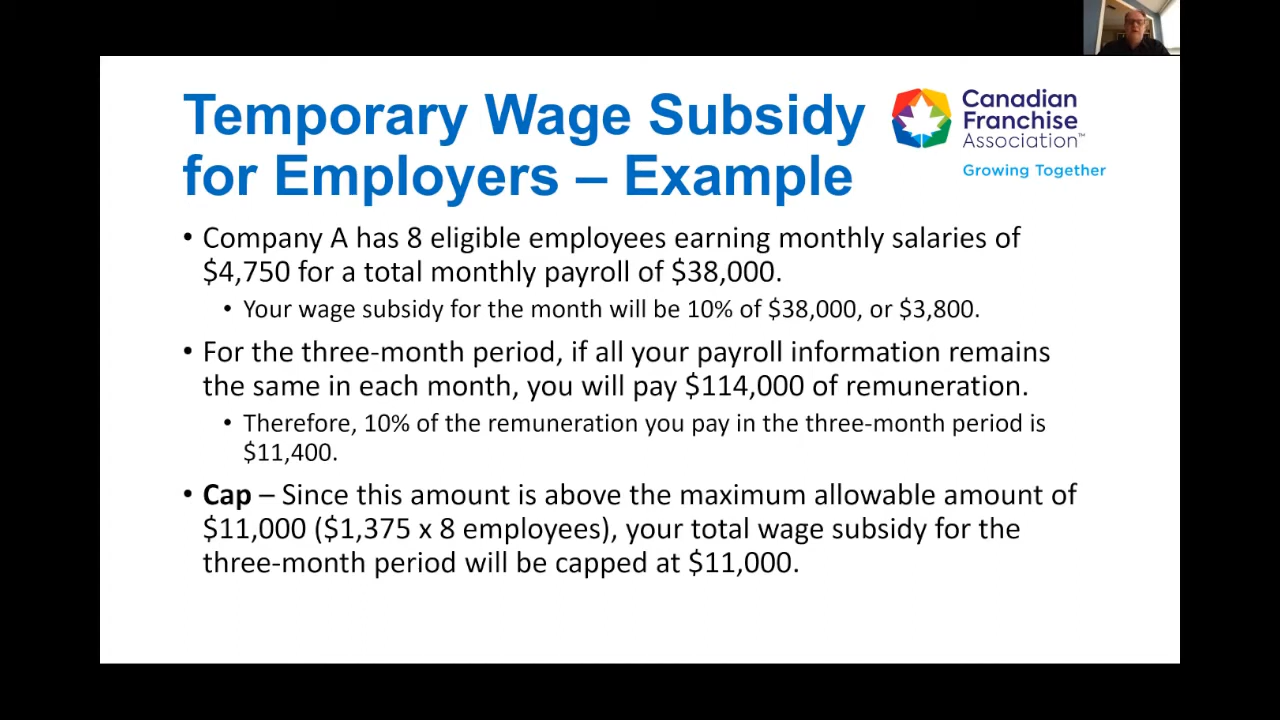 Temporary Wage Subsidy
for Employers – Example
Canadian
Franchise
Association™
Growing Together
• Company A has 8 eligible employees earning monthly salaries of
$4,750 for a total monthly payroll of $38,000.
• Your wage subsidy for the month will be 10% of $38,000, or $3,800.
• For the three-month period, if all your payroll information remains
the same in each month, you will pay $114,000 of remuneration.
• Therefore, 10% of the remuneration you pay in the three-month period is
$11,400.
• Cap – Since this amount is above the maximum allowable amount of
$11,000 ($1,375 x 8 employees), your total wage subsidy for the
three-month period will be capped at $11,000.